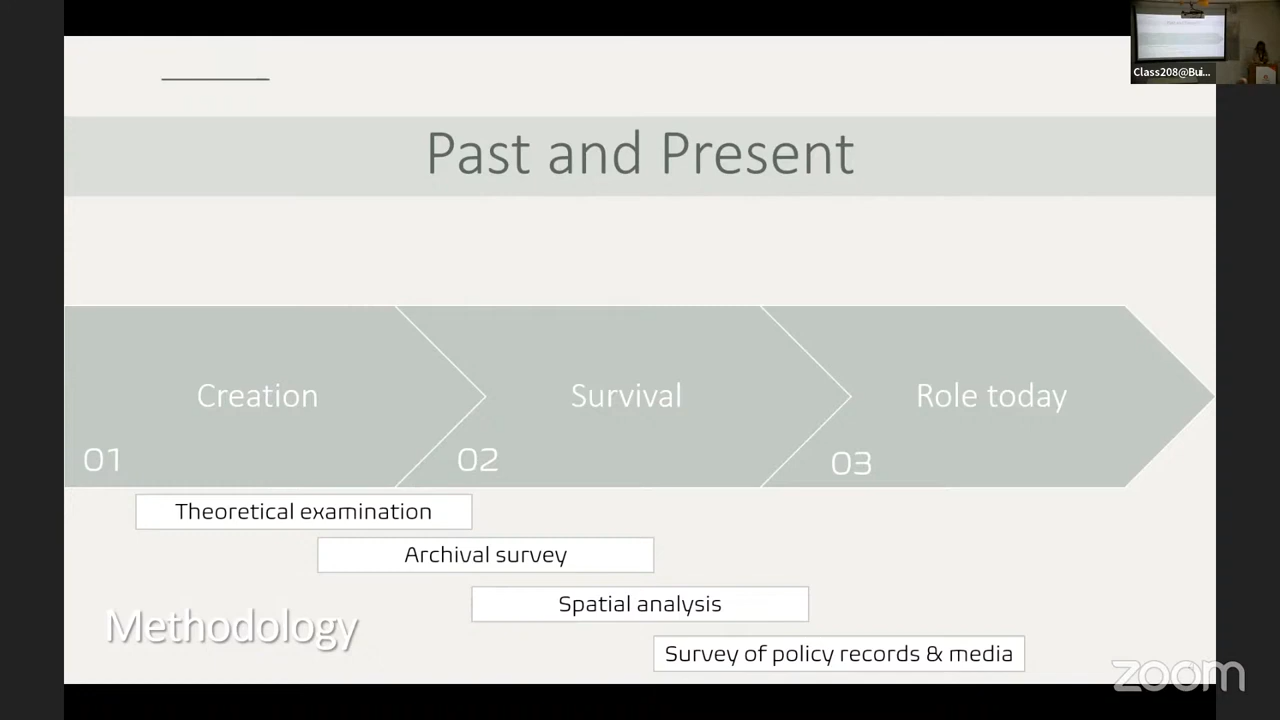 Class208@Bui...
Past and Present
Creation
Survival
Role today
01
02
03
Theoretical examination
Archival survey
Spatial analysis
Methodology
Survey of policy records & media
zoom